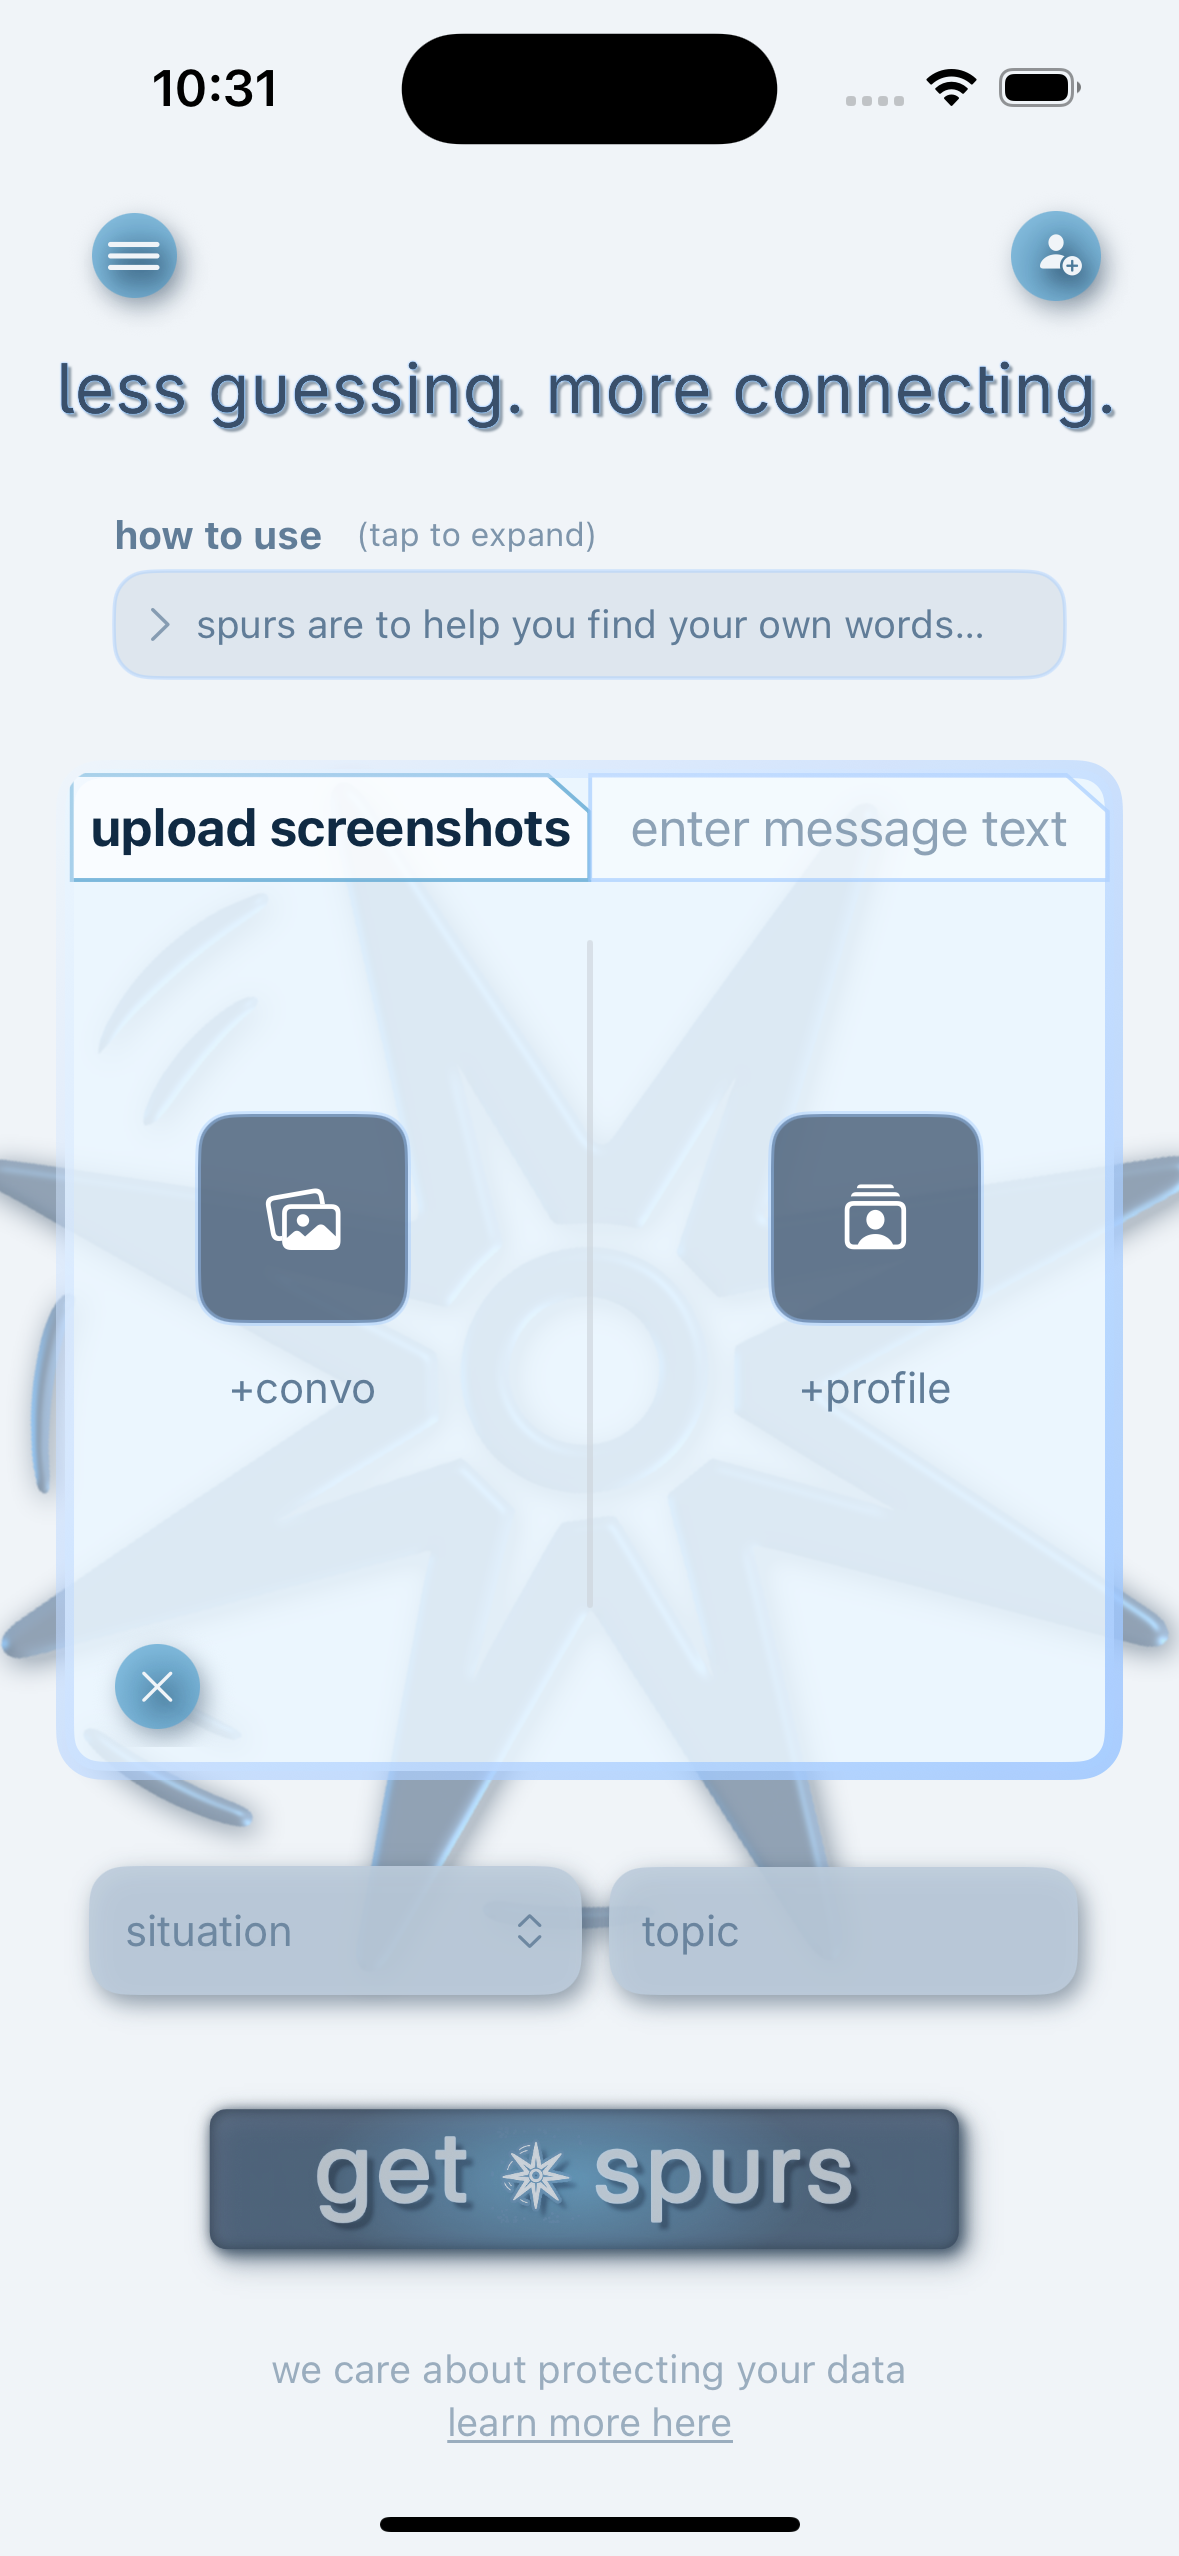 10:31
less guessing. more connecting.
how to use (tap to expand)
spurs are to help you find your own words...
upload screenshots
enter message text
+convo
+profile
situation
topic
get spurs
we care about protecting your data
learn more here